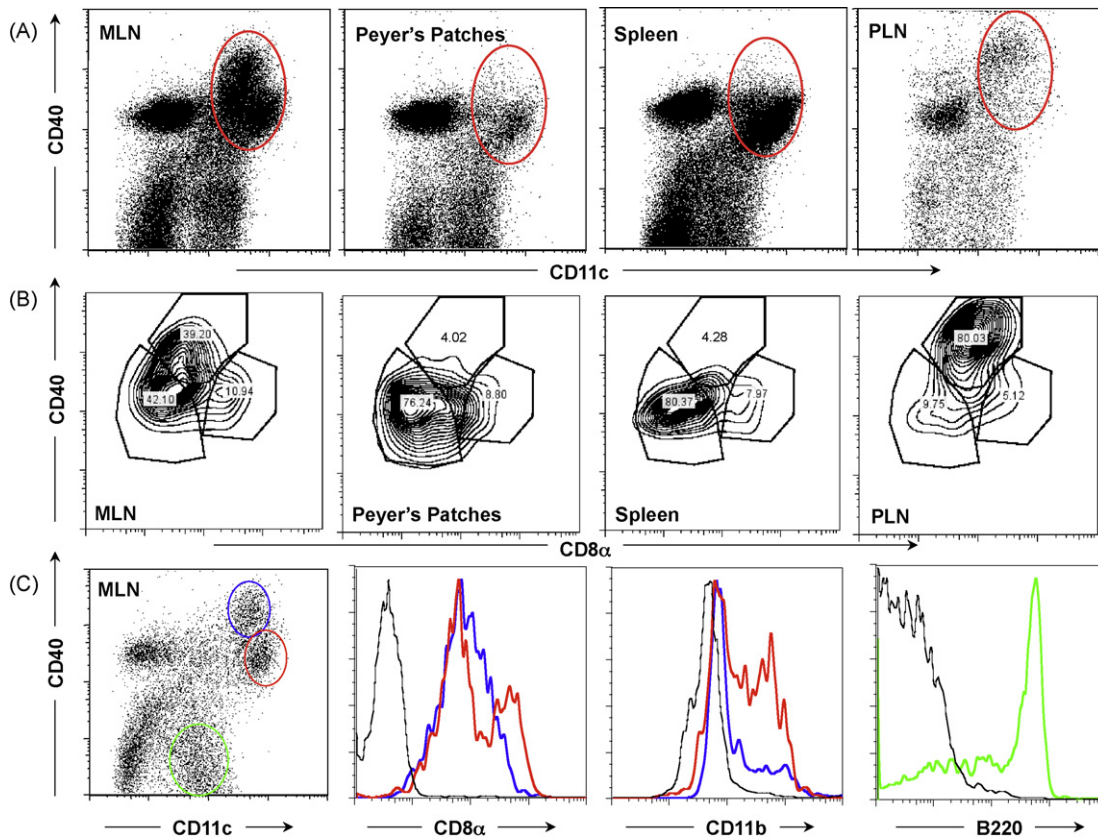 (A)
MLN
Peyer's Patches
Spleen
PLN
CD40
CD11c
(B)
39.20
42.10
10.94
MLN
4.02
76.24
8.80
Peyer's Patches
4.28
80.37
7.97
Spleen
80.03
9.75
5.12
PLN
CD40
CD8α
(C)
MLN
CD40
CD11c
CD8α
CD11b
B220